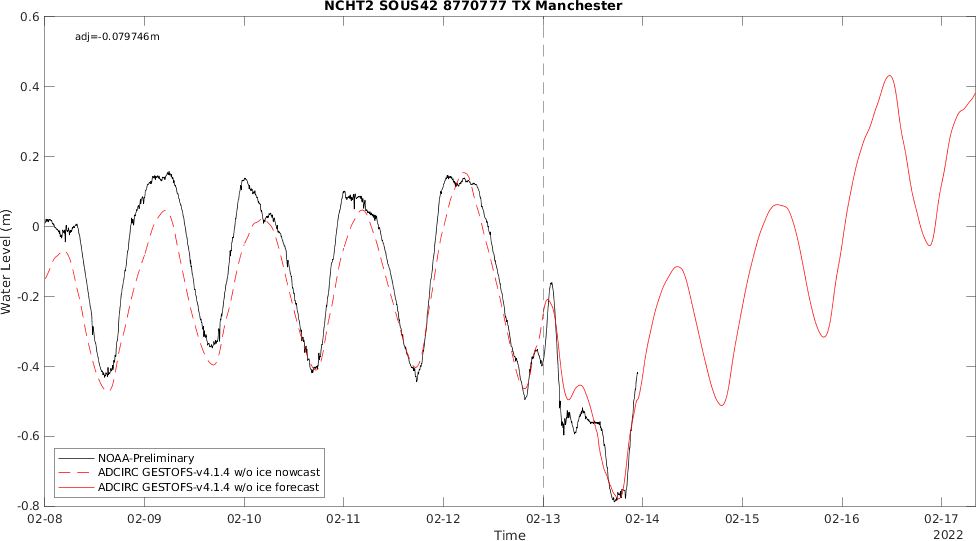 NCHT2 SOUS42 8770777 TX Manchester
adj=-0.079746m
0.6
0.4
0.2
0
-0.2
-0.4
-0.6
-0.8
Water Level (m)
NOAA-Preliminary
ADCIRC GESTOFS-v4.1.4 w/o ice nowcast
ADCIRC GESTOFS-v4.1.4 w/o ice forecast
02-08 02-09 02-10 02-11 02-12 02-13 02-14 02-15 02-16 02-17
Time
2022